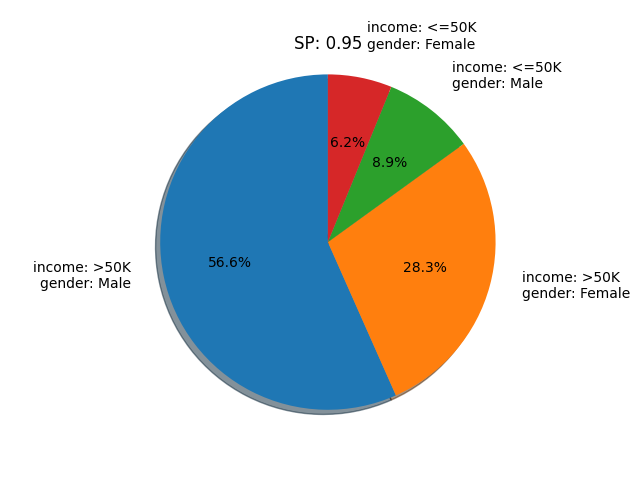 SP: 0.95
income: <=50K
gender: Female
income: <=50K
gender: Male
6.2%
8.9%
56.6%
28.3%
income: >50K
gender: Male
income: >50K
gender: Female